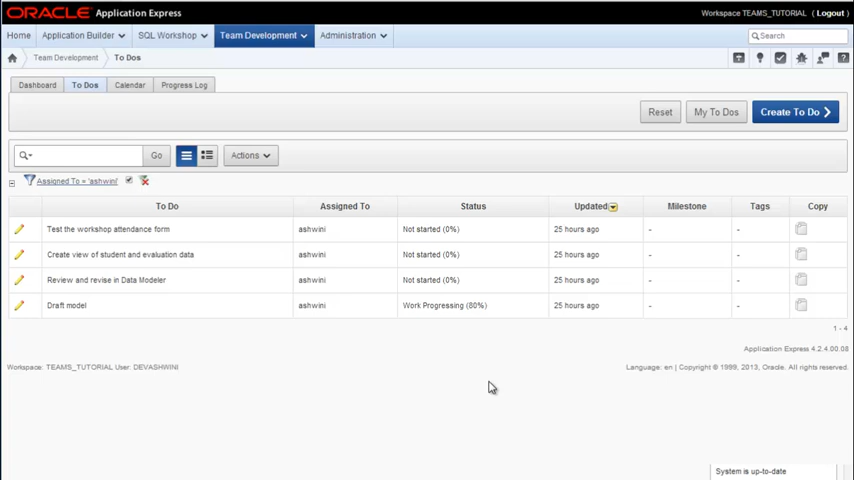 ORACLE Application Express
Workspace TEAMS_TUTORIAL ( Logout )
Home Application Builder SQL Workshop Team Development Administration Search
Team Development To Dos
Dashboard To Dos Calendar Progress Log
Reset My To Dos Create To Do
Go Actions
Assigned To = 'ashwini'
To Do Assigned To Status Updated Milestone Tags Copy
Test the workshop attendance form ashwini Not started (0%) 25 hours ago - -
Create view of student and evaluation data ashwini Not started (0%) 25 hours ago - -
Review and revise in Data Modeler ashwini Not started (0%) 25 hours ago - -
Draft model ashwini Work Progressing (80%) 25 hours ago - -
1 - 4
Application Express 4.2.4.00.08
Workspace: TEAMS_TUTORIAL User: DEVASHWINI Language: en | Copyright © 1999, 2013, Oracle. All rights reserved.
System is up-to-date